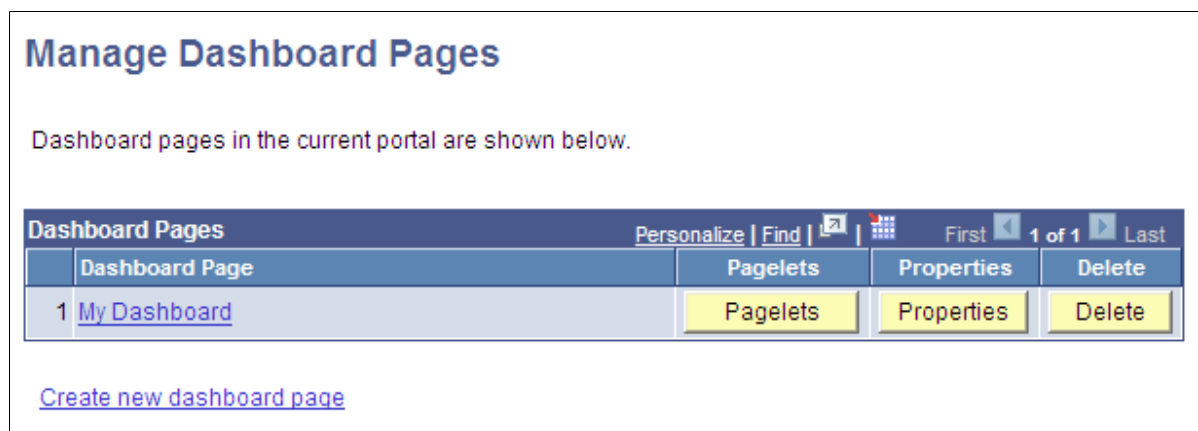 Manage Dashboard Pages
Dashboard pages in the current portal are shown below.
Dashboard Pages Personalize | Find | | First 1 of 1 Last
Dashboard Page Pagelets Properties Delete
1 My Dashboard Pagelets Properties Delete
Create new dashboard page